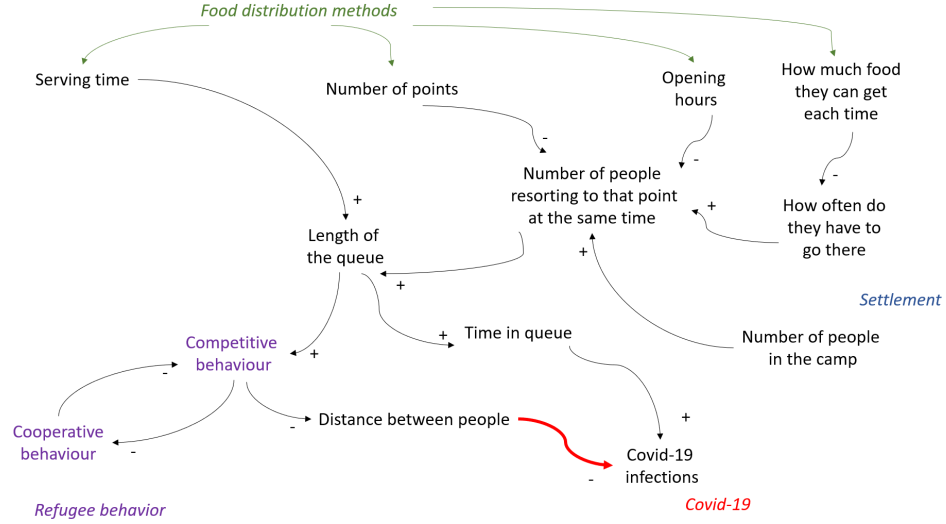 Food distribution methods
Serving time
Number of points
Opening
hours
How much food
they can get
each time
-
-
-
Number of people
resorting to that point
at the same time
+
How often do
they have to
go there
+
Length of
the queue
+
+
Settlement
Competitive
behaviour
+
+
Time in queue
Number of people
in the camp
-
Cooperative
behaviour
-
-
Distance between people
+
Covid-19
infections
-
Refugee behavior
Covid-19